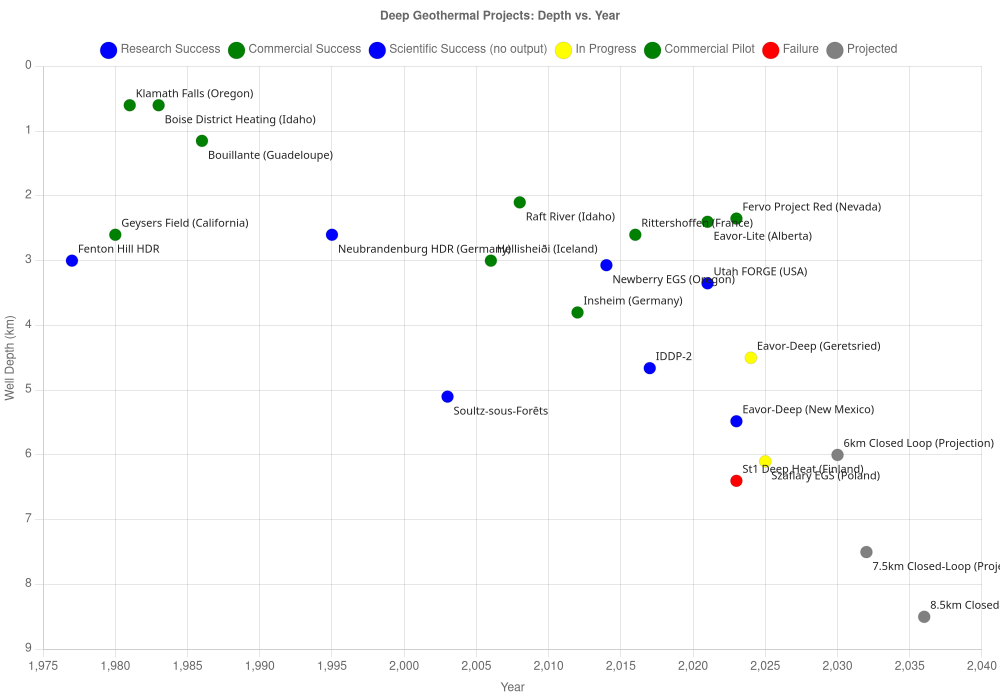 Deep Geothermal Projects: Depth vs. Year
Research Success
Commercial Success
Scientific Success (no output)
In Progress
Commercial Pilot
Failure
Projected
0
1
2
3
4
5
6
7
8
9
Well Depth (km)
Klamath Falls (Oregon)
Boise District Heating (Idaho)
Bouillante (Guadeloupe)
Fervo Project Red (Nevada)
Raft River (Idaho)
Rittershoffen (France)
Geysers Field (California)
Eavor-Lite (Alberta)
Fenton Hill HDR
Neubrandenburg HDR (Germany)
Hellisheiði (Iceland)
Utah FORGE (USA)
Newberry EGS (Oregon)
Insheim (Germany)
Eavor-Deep (Geretsried)
IDDP-2
Soultz-sous-Forêts
Eavor-Deep (New Mexico)
6km Closed Loop (Projection)
St1 Deep Heat (Finland)
Szaflary EGS (Poland)
7.5km Closed-Loop (Proje
8.5km Closed
1,975
1,980
1,985
1,990
1,995
2,000
2,005
2,010
2,015
2,020
2,025
2,030
2,035
2,040
Year